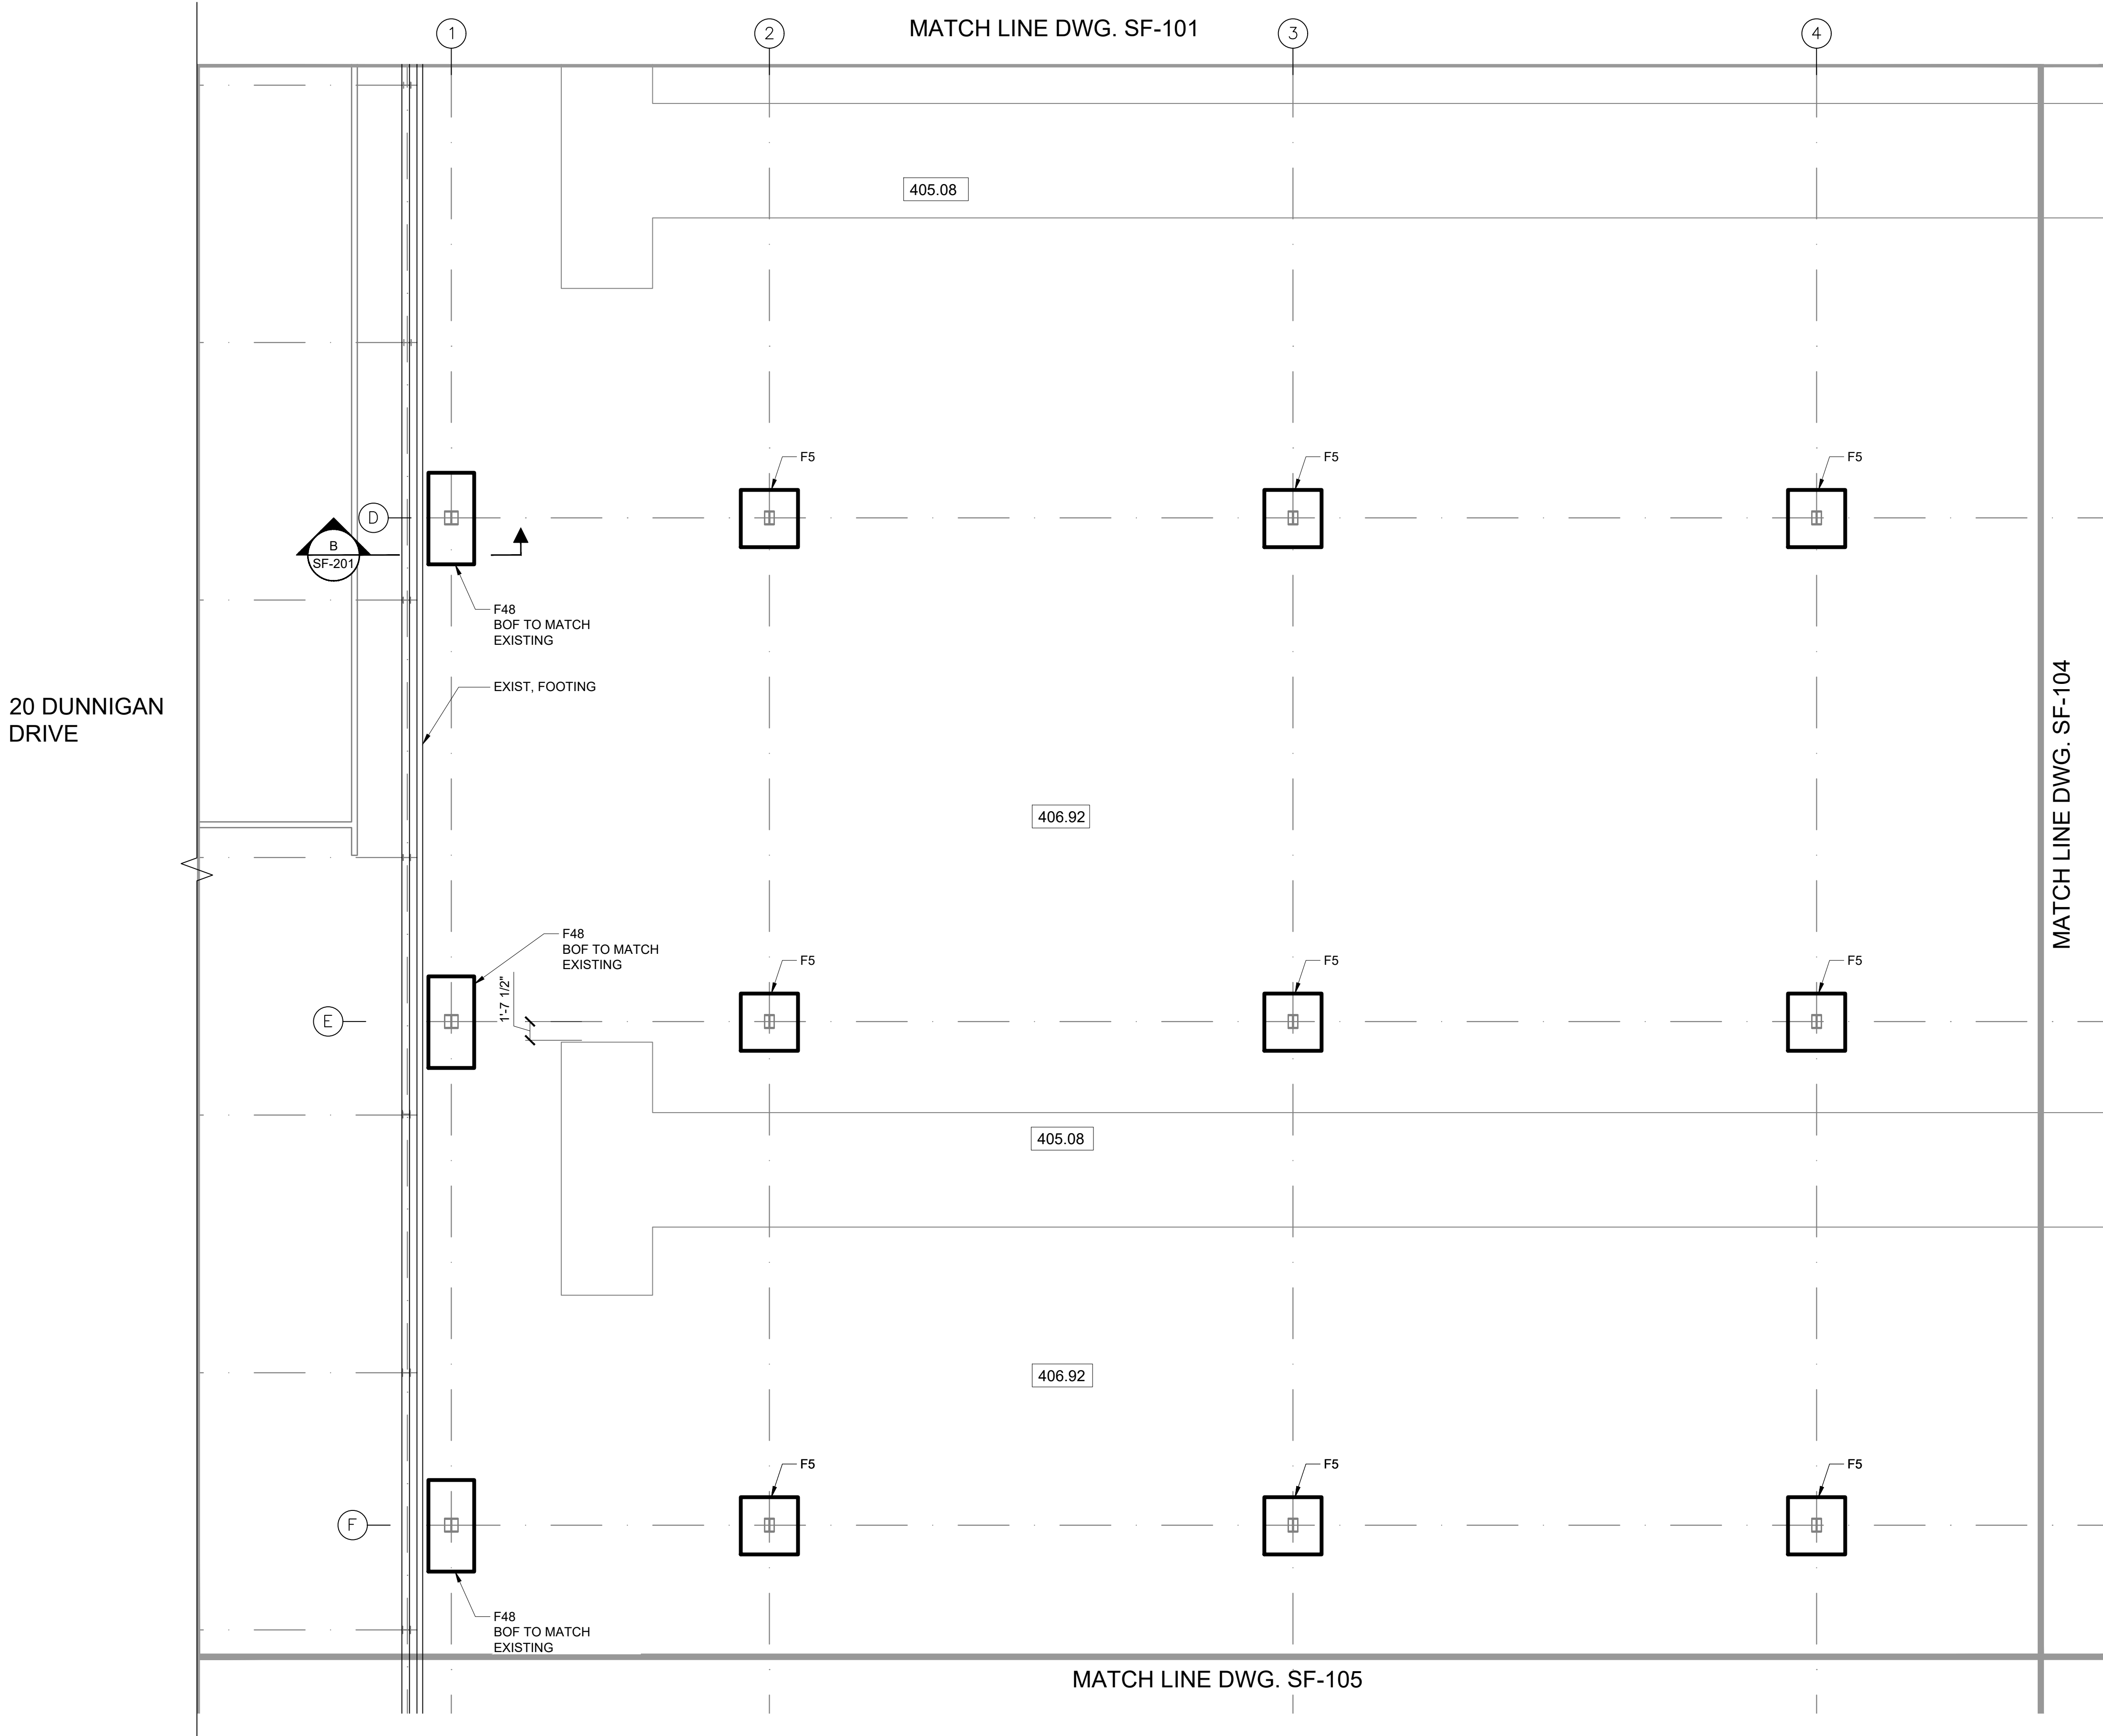 MATCH LINE DWG. SF-101
1
2
3
4
405.08
F5
F5
F5
D
B
SF-201
F48
BOF TO MATCH
EXISTING
EXIST, FOOTING
20 DUNNIGAN
DRIVE
MATCH LINE DWG. SF-104
406.92
F48
BOF TO MATCH
EXISTING
F5
F5
F5
1'-7 1/2"
E
405.08
406.92
F5
F5
F5
F
F48
BOF TO MATCH
EXISTING
MATCH LINE DWG. SF-105